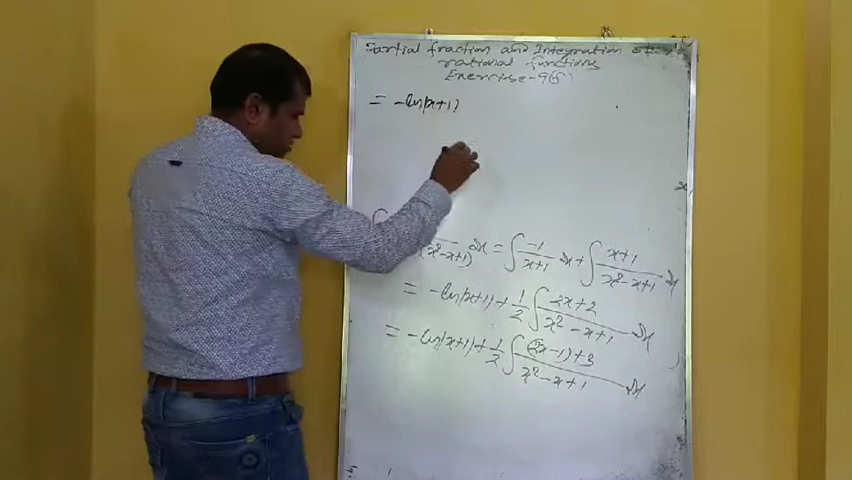 Partial fraction and Integration of
rational functions
Exercise-9(F)
= -ln|x+1|
(x²-x+1) dx = ∫ -1/x+1 dx + ∫ x+1/x²-x+1 dx
= -ln|x+1| + 1/2 ∫ 2x+2/x²-x+1 dx
= -ln|x+1| + 1/2 ∫ (2x-1)+3/x²-x+1 dx